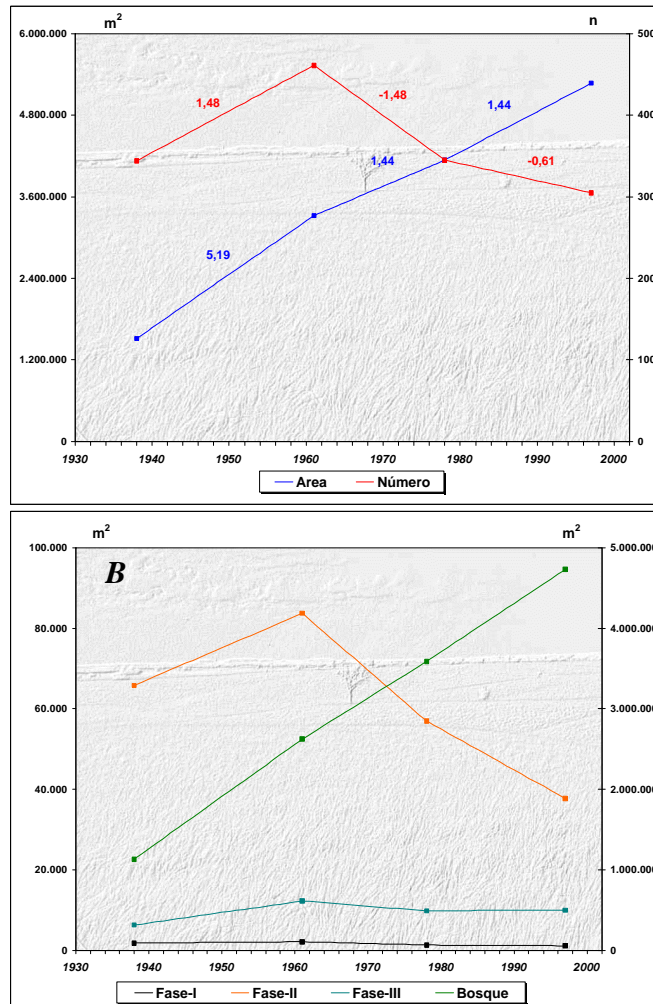 m² n
6.000.000 500
4.800.000 400
3.600.000 300
2.400.000 200
1.200.000 100
0 0
1,48 -1,48 1,44
1,44 -0,61
5,19
1930 1940 1950 1960 1970 1980 1990 2000
Area Número
m² m²
100.000 5.000.000
B
80.000 4.000.000
60.000 3.000.000
40.000 2.000.000
20.000 1.000.000
0 0
1930 1940 1950 1960 1970 1980 1990 2000
Fase-I Fase-II Fase-III Bosque